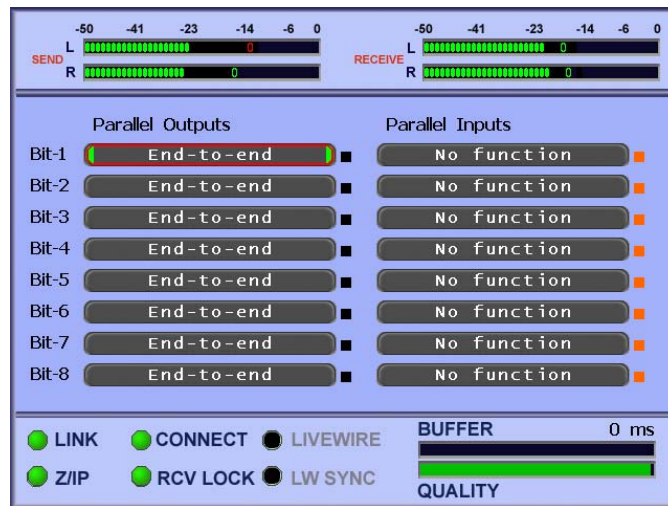 -50 -41 -23 -14 -6 0 -50 -41 -23 -14 -6 0
SEND L RECEIVE L
R R
Parallel Outputs Parallel Inputs
Bit-1 End-to-end No function
Bit-2 End-to-end No function
Bit-3 End-to-end No function
Bit-4 End-to-end No function
Bit-5 End-to-end No function
Bit-6 End-to-end No function
Bit-7 End-to-end No function
Bit-8 End-to-end No function
LINK CONNECT LIVEWIRE BUFFER 0 ms
Z/IP RCV LOCK LW SYNC QUALITY